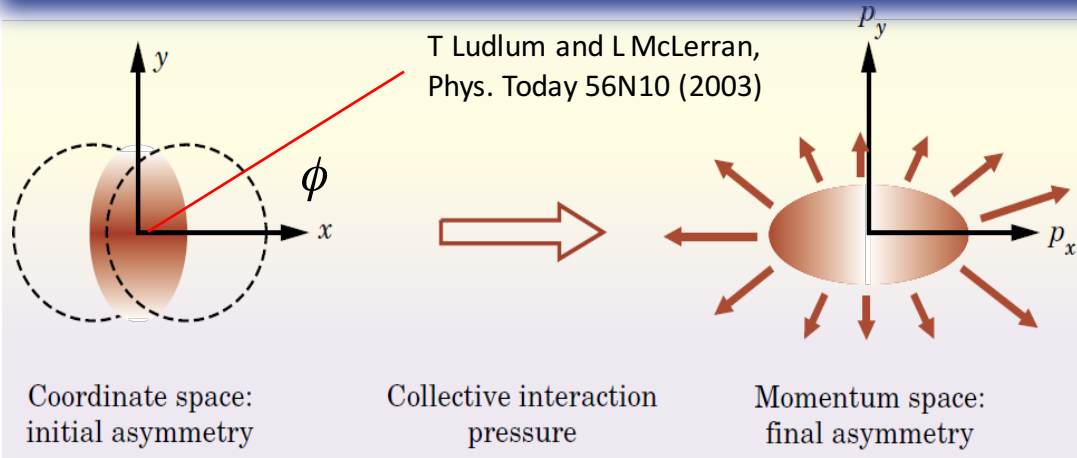 T Ludlum and L McLerran,
Phys. Today 56N10 (2003)
y
ϕ
x
p_y
p_x
Coordinate space:
initial asymmetry
Collective interaction
pressure
Momentum space:
final asymmetry